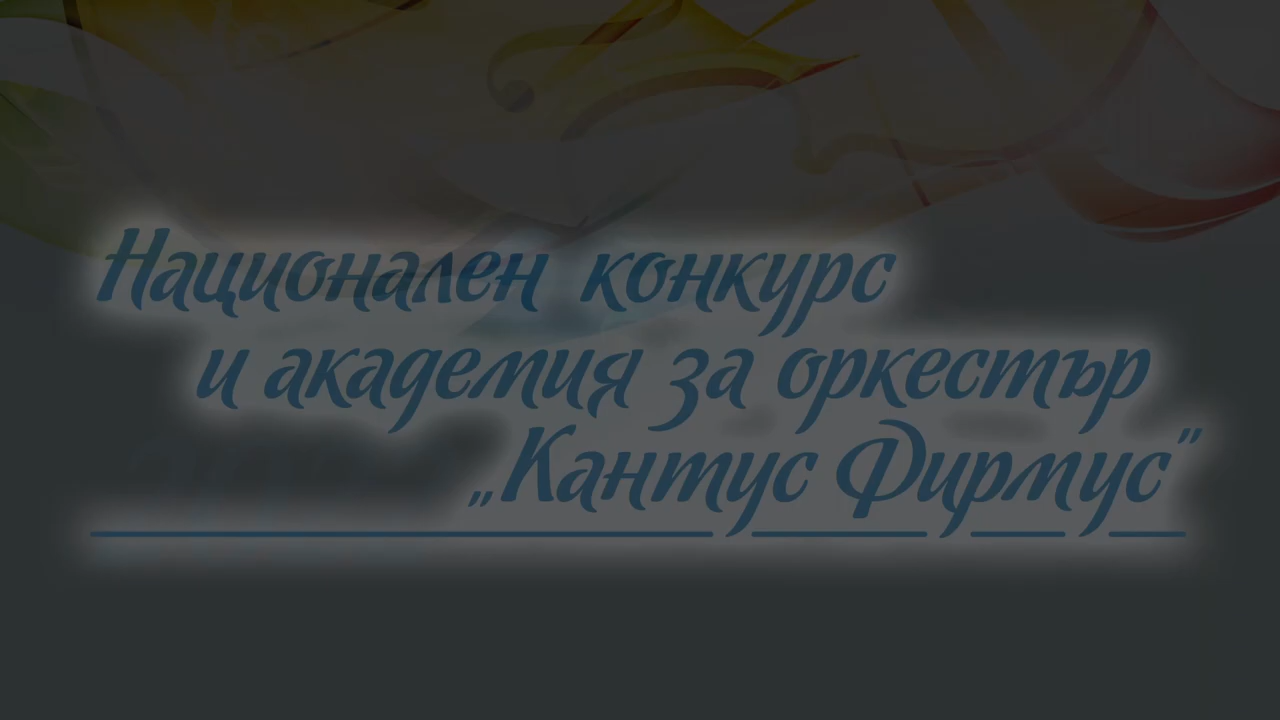 Национален конкурс
и академия за оркестър
„Кантус Фирмус"